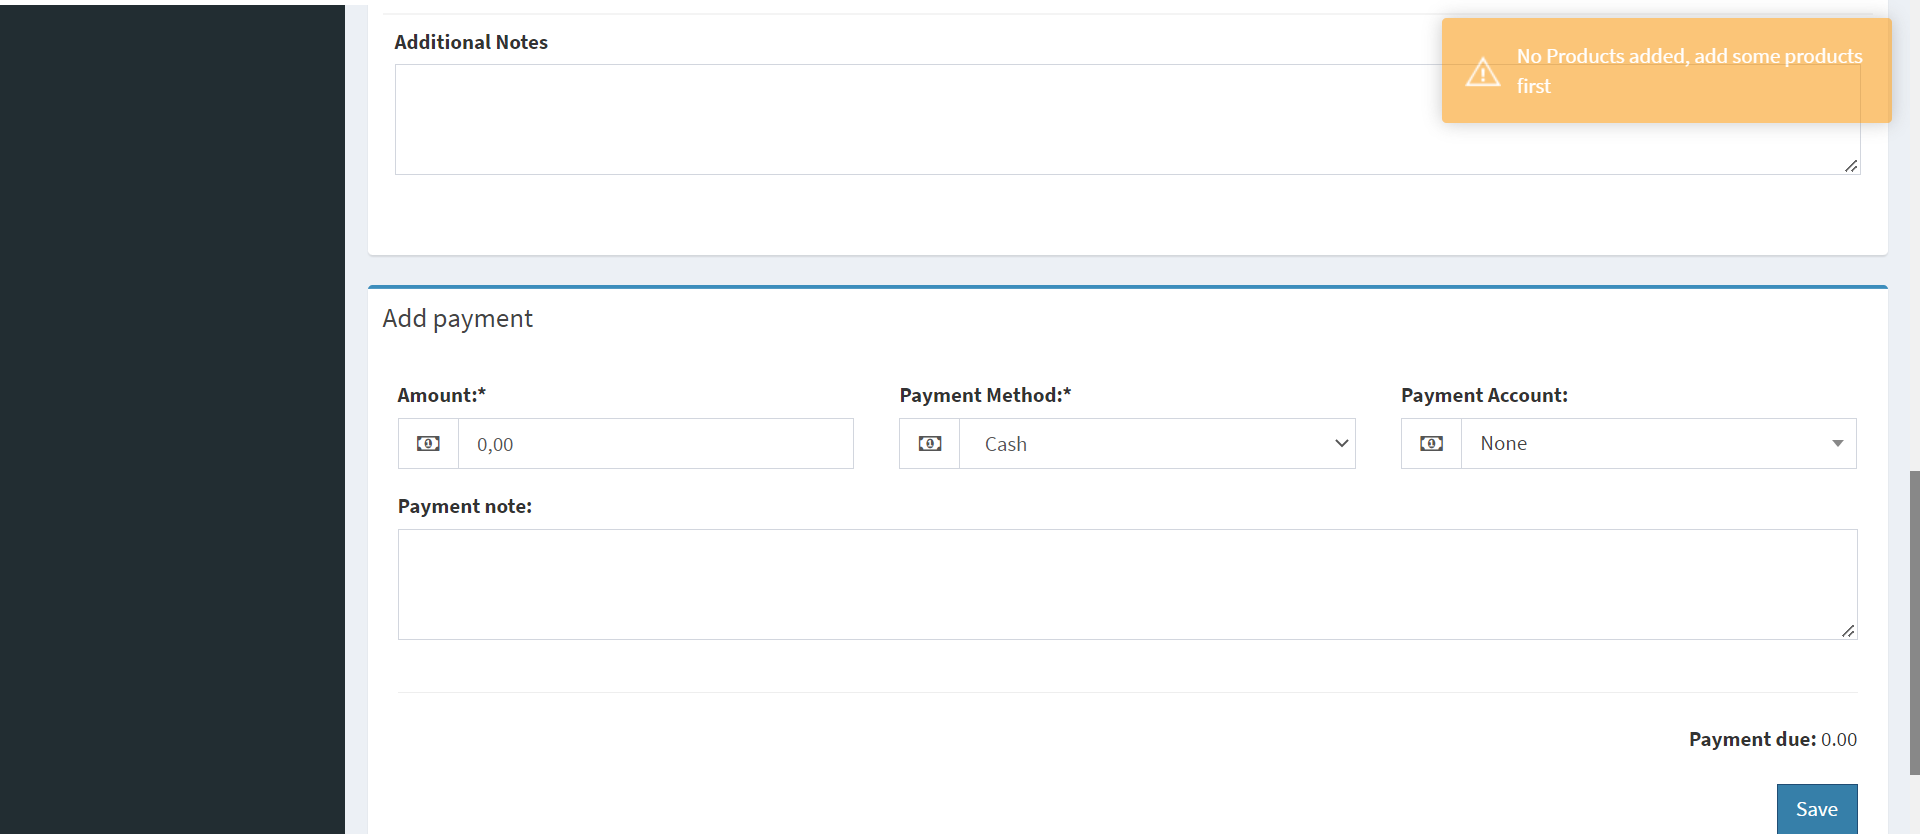 Additional Notes
No Products added, add some products
first
Add payment
Amount:*
Payment Method:*
Payment Account:
0,00
Cash
None
Payment note:
Payment due: 0.00
Save